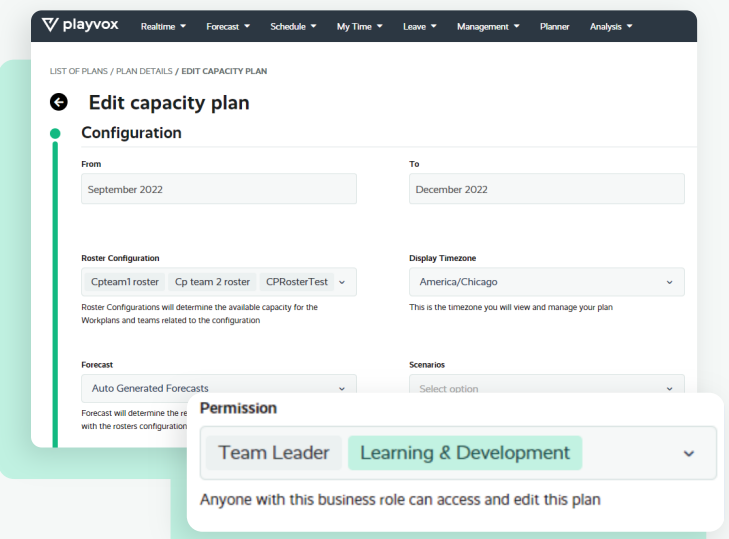 playvox Realtime Forecast Schedule My Time Leave Management Planner Analysis
LIST OF PLANS / PLAN DETAILS / EDIT CAPACITY PLAN
Edit capacity plan
Configuration
From To
September 2022 December 2022
Roster Configuration Display Timezone
Cpteam1 roster Cp team 2 roster CPRosterTest America/Chicago
Roster Configurations will determine the available capacity for the This is the timezone you will view and manage your plan
Workplans and teams related to the configuration
Forecast Scenarios
Auto Generated Forecasts Select option
Forecast will determine the re
with the rosters configuration
Permission
Team Leader Learning & Development
Anyone with this business role can access and edit this plan